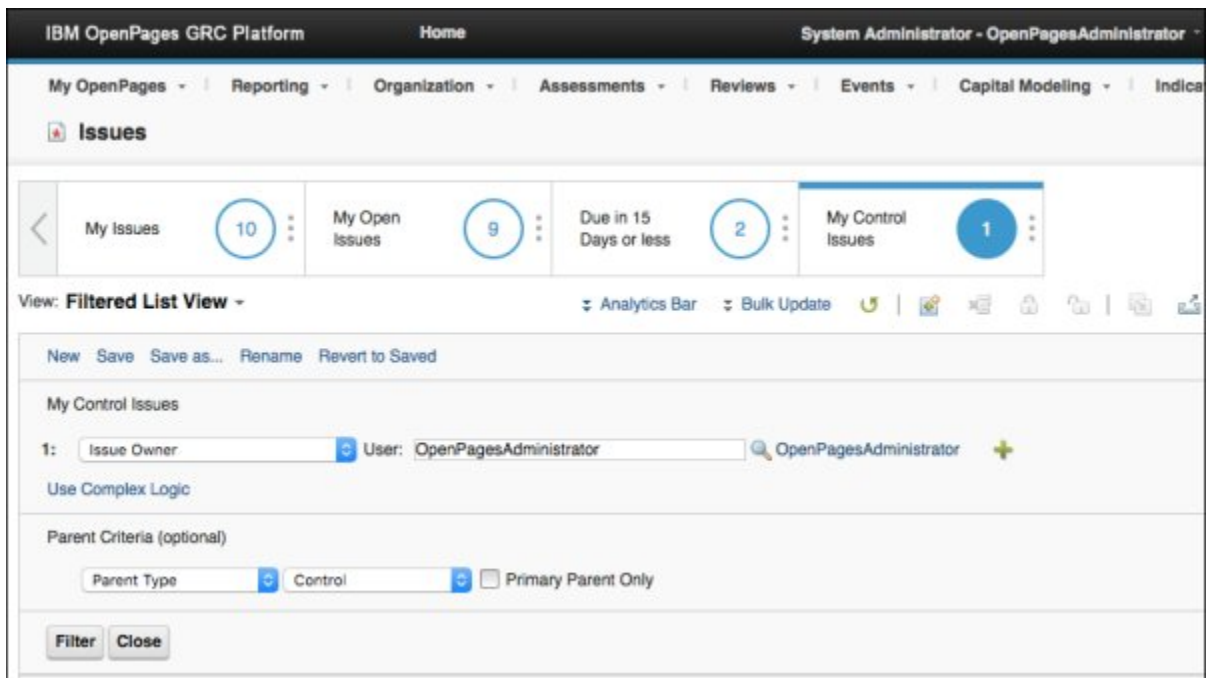 IBM OpenPages GRC Platform Home System Administrator - OpenPagesAdministrator
My OpenPages Reporting Organization Assessments Reviews Events Capital Modeling Indica
Issues
My Issues 10
My Open Issues 9
Due in 15 Days or less 2
My Control Issues 1
View: Filtered List View Analytics Bar Bulk Update
New Save Save as... Rename Revert to Saved
My Control Issues
1: Issue Owner User: OpenPagesAdministrator OpenPagesAdministrator
Use Complex Logic
Parent Criteria (optional)
Parent Type Control Primary Parent Only
Filter Close